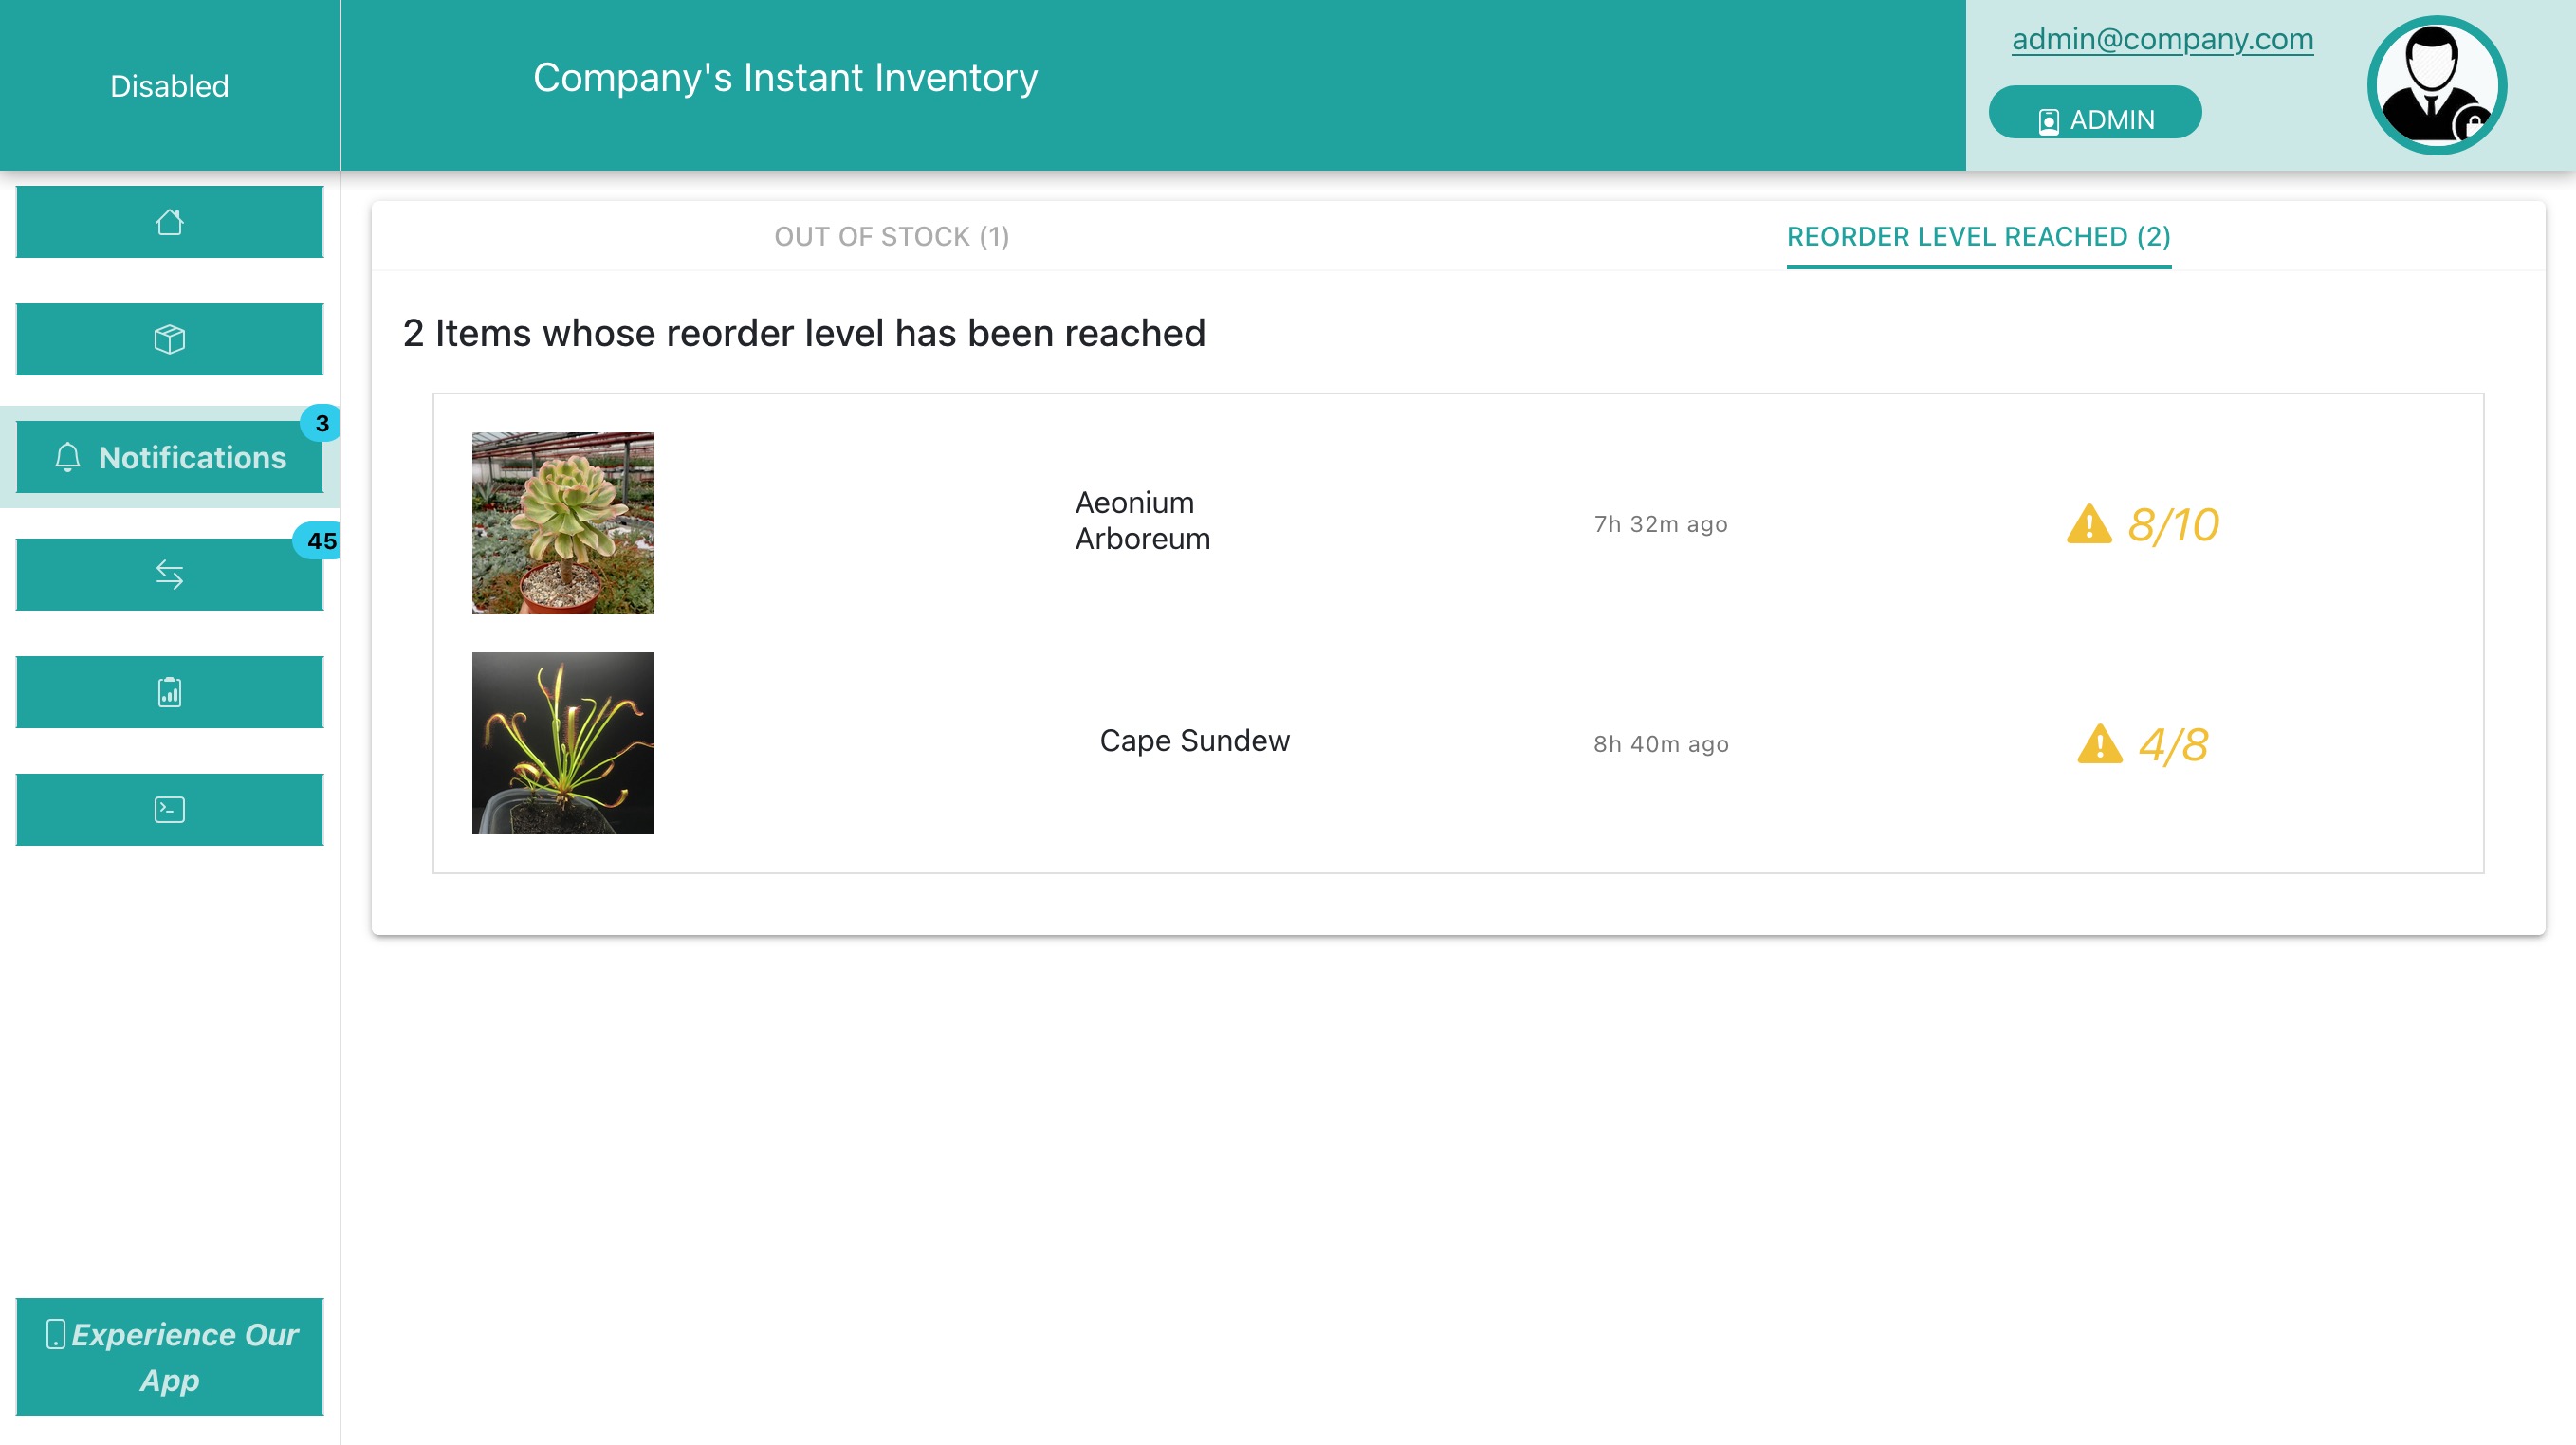 Disabled
Company's Instant Inventory
admin@company.com
ADMIN
OUT OF STOCK (1)
REORDER LEVEL REACHED (2)
2 Items whose reorder level has been reached
3
Notifications
45
Aeonium
Arboreum
7h 32m ago
8/10
Cape Sundew
8h 40m ago
4/8
Experience Our
App